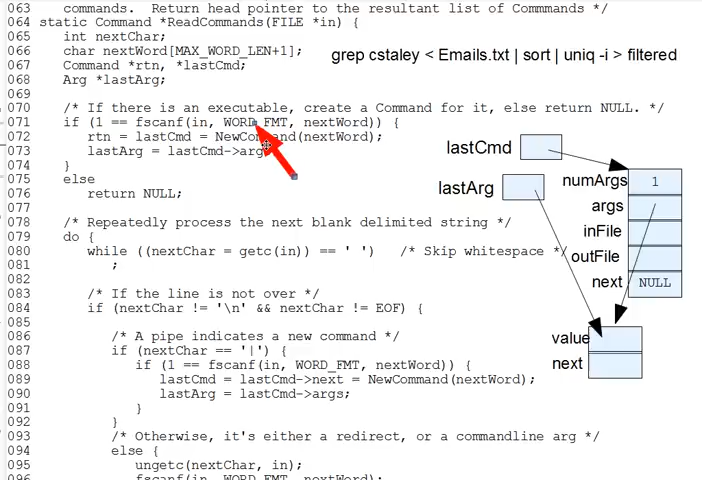 063    commands.  Return head pointer to the resultant list of Commmands */
064 static Command *ReadCommands(FILE *in) {
065    int nextChar;
066    char nextWord[MAX_WORD_LEN+1];
067    Command *rtn, *lastCmd;
068    Arg *lastArg;
069
070    /* If there is an executable, create a Command for it, else return NULL. */
071    if (1 == fscanf(in, WORD_FMT, nextWord)) {
072       rtn = lastCmd = NewCommand(nextWord);
073       lastArg = lastCmd->arg
074    }
075    else
076       return NULL;
077
078    /* Repeatedly process the next blank delimited string */
079    do {
080       while ((nextChar = getc(in)) == ' ')   /* Skip whitespace */
081          ;
082
083       /* If the line is not over */
084       if (nextChar != '\n' && nextChar != EOF) {
085
086          /* A pipe indicates a new command */
087          if (nextChar == '|') {
088             if (1 == fscanf(in, WORD_FMT, nextWord)) {
089                lastCmd = lastCmd->next = NewCommand(nextWord);
090                lastArg = lastCmd->args;
091             }
092          }
093          /* Otherwise, it's either a redirect, or a commandline arg */
094          else {
095             ungetc(nextChar, in);
096             fscanf(in, WORD_FMT, nextWord);
grep cstaley < Emails.txt | sort | uniq -i > filtered
lastCmd
lastArg
numArgs 1
args
inFile
outFile
next NULL
value
next